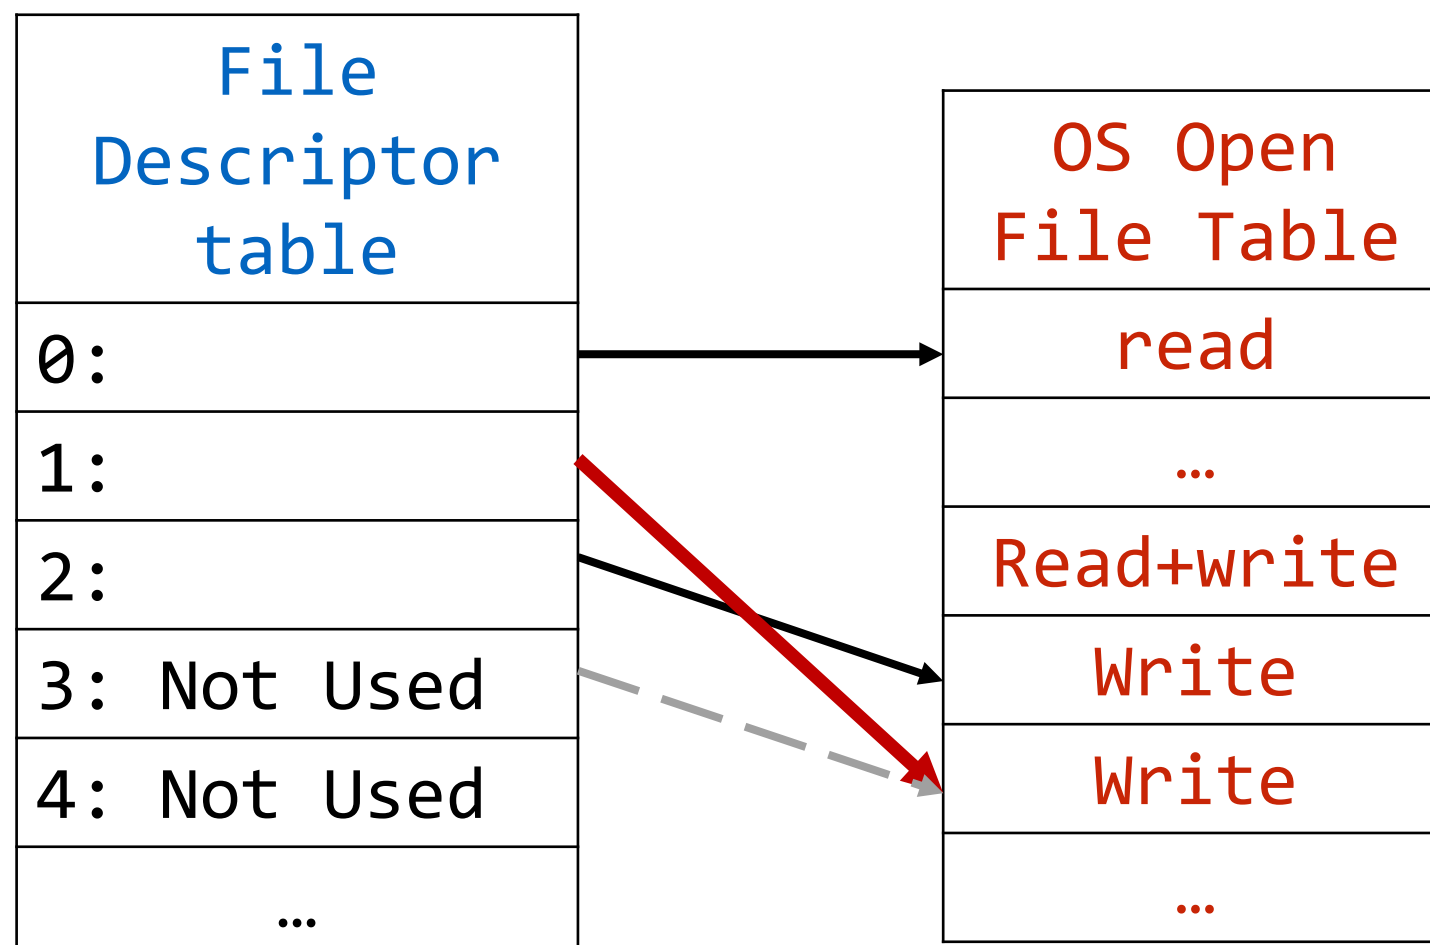 File
Descriptor
table
0:
1:
2:
3: Not Used
4: Not Used
…
OS Open
File Table
read
…
Read+write
Write
Write
…